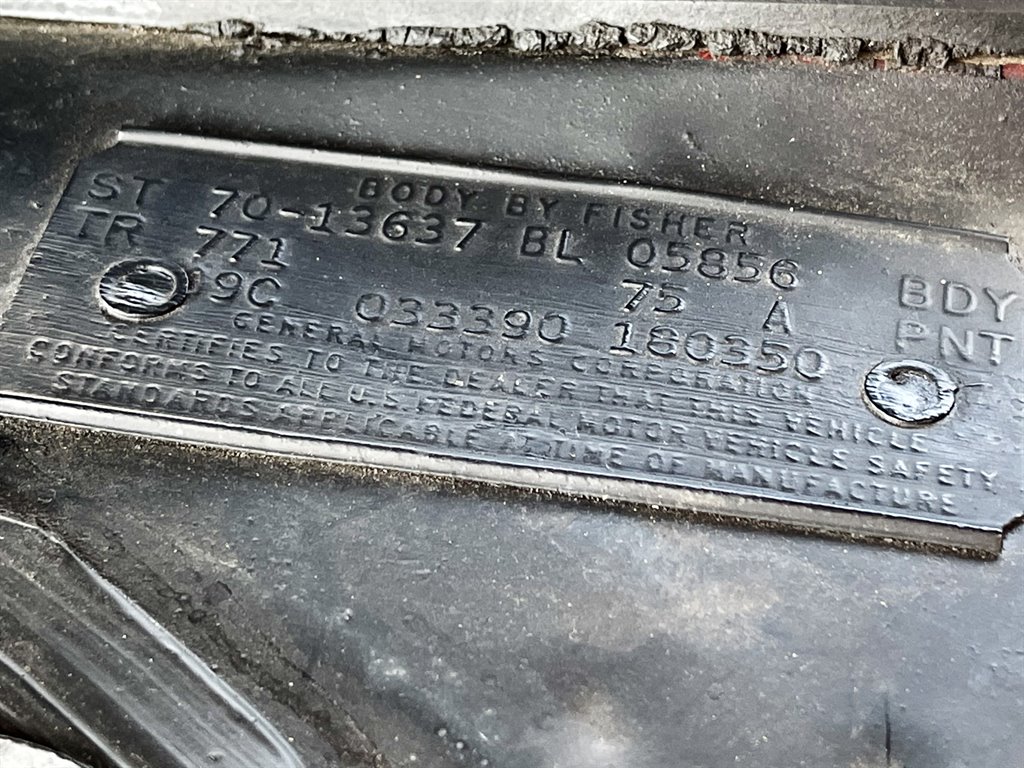 BODY BY FISHER
ST 70-13637 BL 05856 BDY
TR 771 75 A PNT
09C 033390 180350
GENERAL MOTORS CORPORATION
CERTIFIES TO THE DEALER THAT THIS VEHICLE
CONFORMS TO ALL U.S. FEDERAL MOTOR VEHICLE SAFETY
STANDARDS APPLICABLE AT TIME OF MANUFACTURE